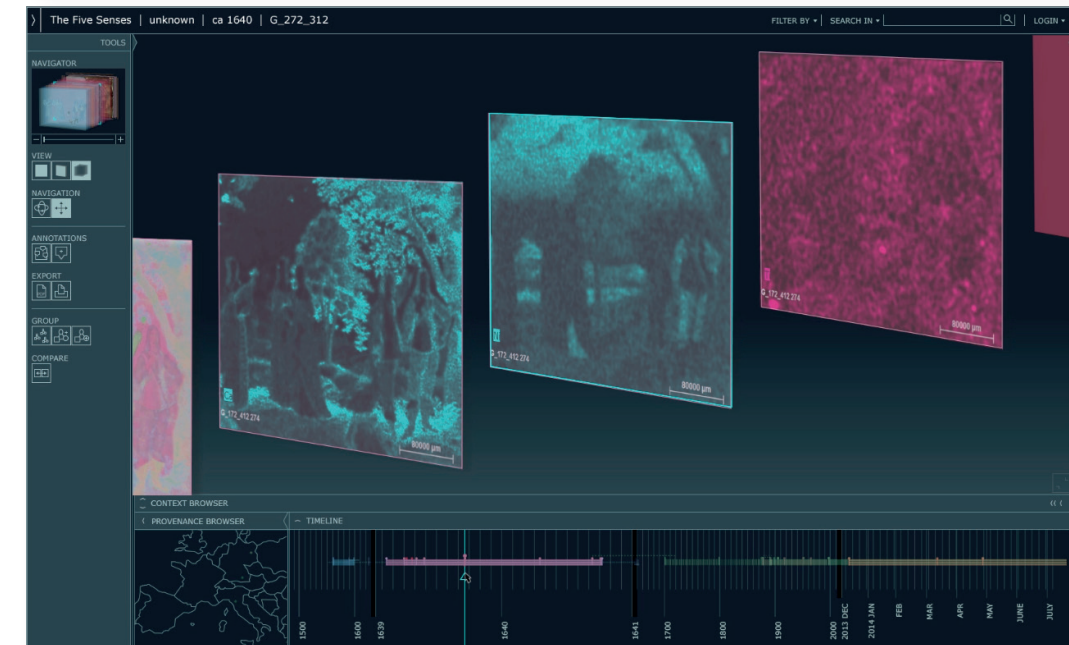 The Five Senses | unknown | ca 1640 | G_272_312
FILTER BY ▾ | SEARCH IN ▾ | LOGIN ▾
TOOLS
NAVIGATOR
VIEW
NAVIGATION
ANNOTATIONS
EXPORT
GROUP
COMPARE
G_172_412 274
80000 µm
G_172_412 274
80000 µm
G_172_412 274
80000 µm
CONTEXT BROWSER
PROVENANCE BROWSER
TIMELINE
1500
1600
1639
1640
1641
1700
1800
1900
2000
2013 DEC
2014 JAN
FEB
MAR
APR
MAY
JUNE
JULY